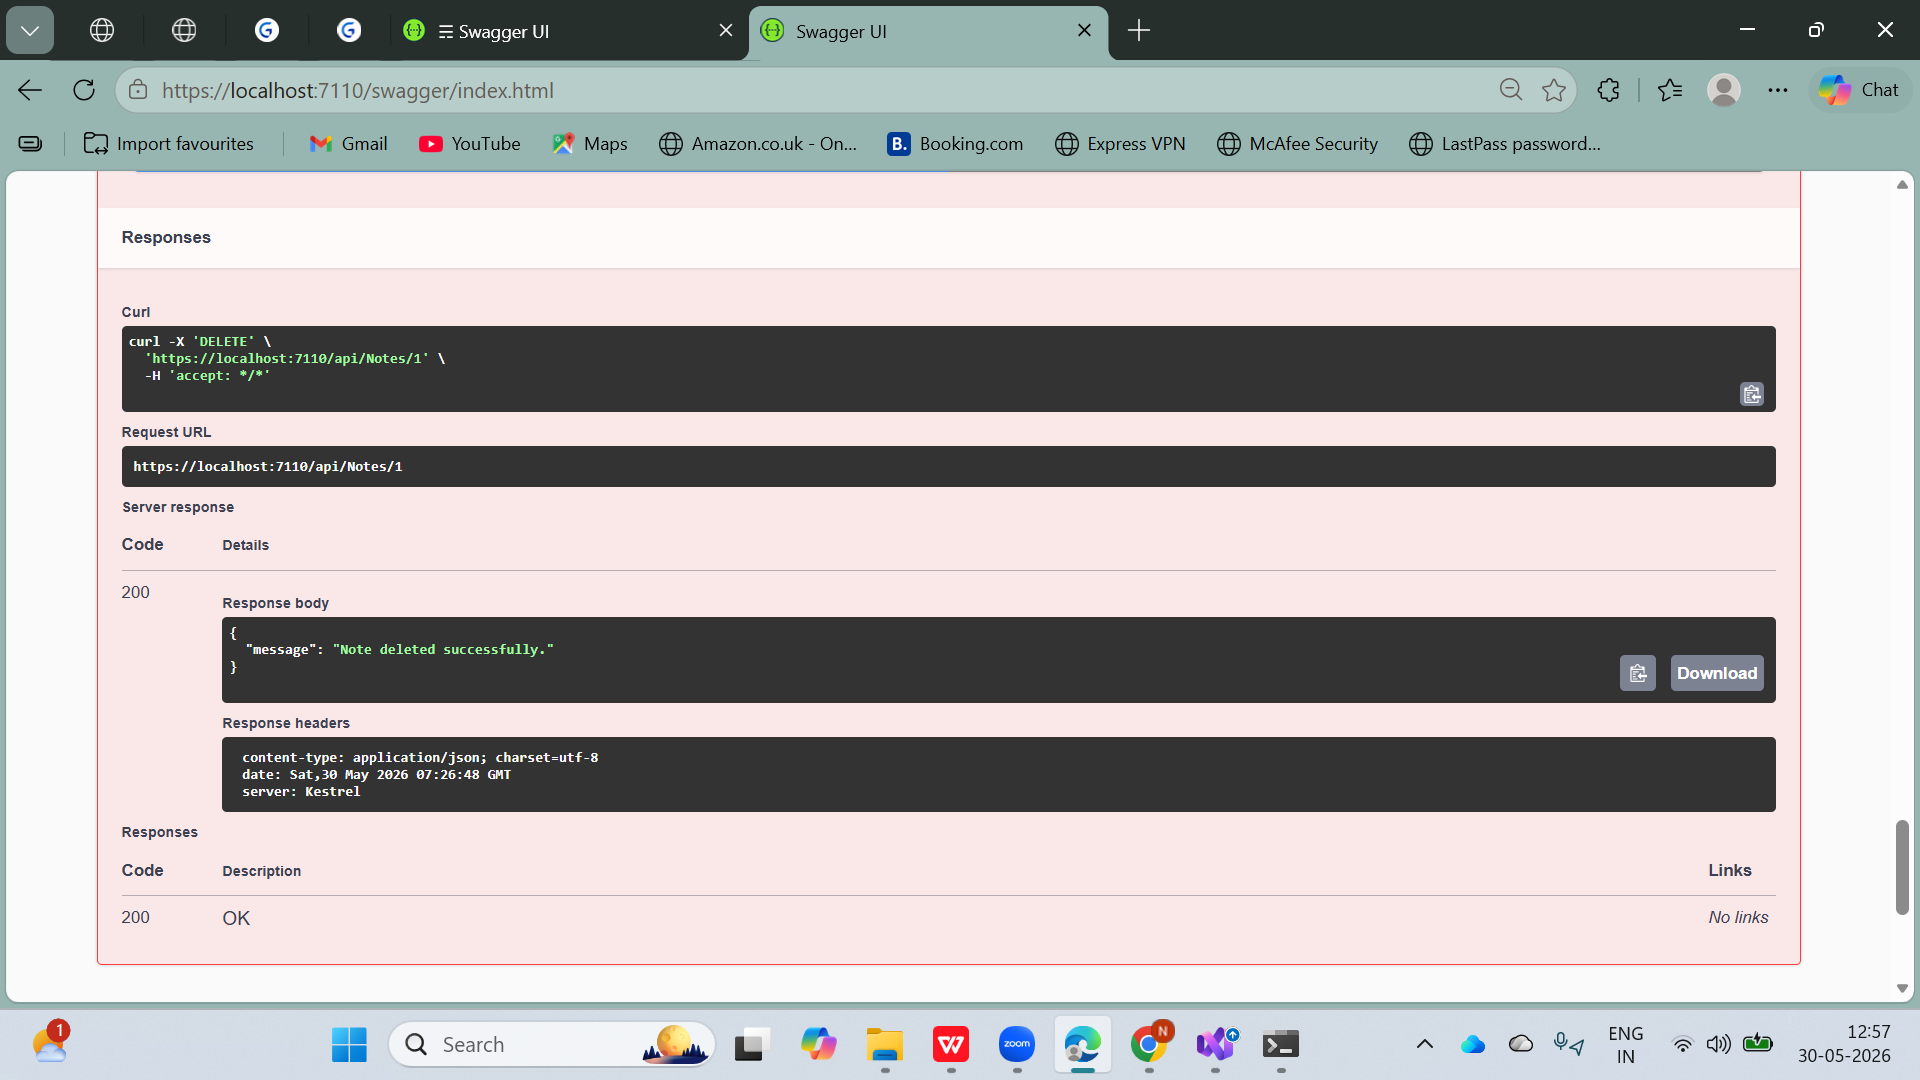 ☰ Swagger UI
Swagger UI
https://localhost:7110/swagger/index.html
Chat
Import favourites
Gmail
YouTube
Maps
Amazon.co.uk - On...
B.
Booking.com
Express VPN
McAfee Security
LastPass password...
Responses
Curl
curl -X 'DELETE' \
'https://localhost:7110/api/Notes/1' \
-H 'accept: */*'
Request URL
https://localhost:7110/api/Notes/1
Server response
Code Details
200
Response body
{
"message": "Note deleted successfully."
}
Download
Response headers
content-type: application/json; charset=utf-8
date: Sat,30 May 2026 07:26:48 GMT
server: Kestrel
Responses
Code Description Links
200 OK No links
1
Search
zoom
N
ENG
IN
12:57
30-05-2026